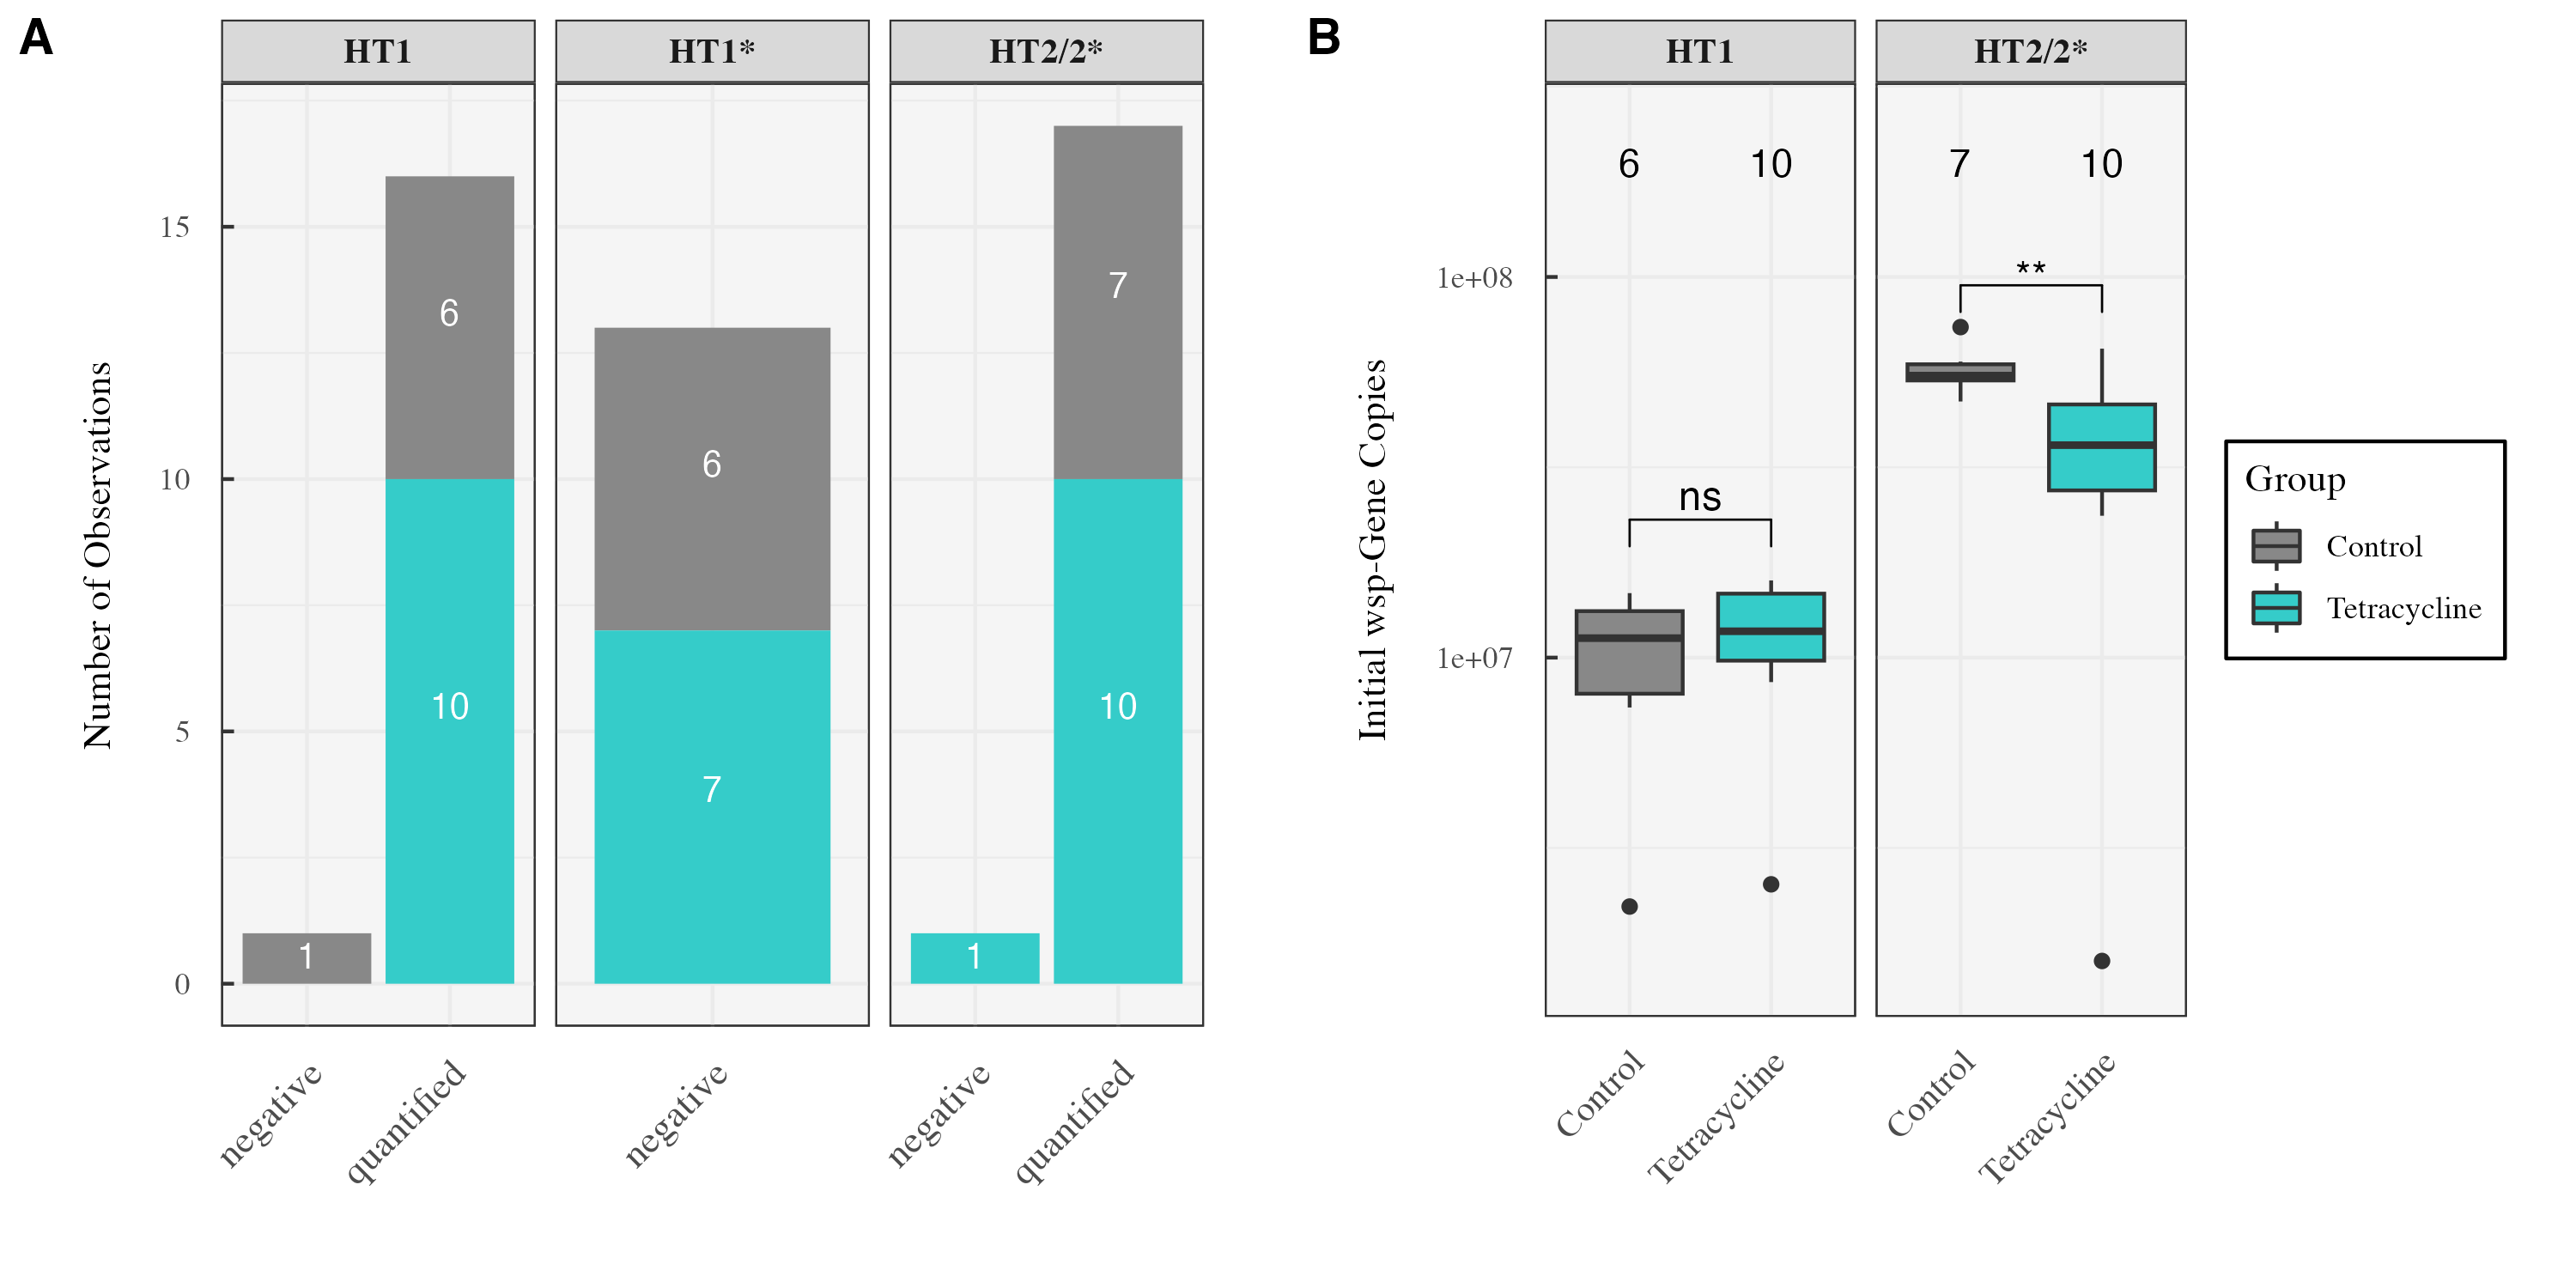 A
HT1
HT1*
HT2/2*
Number of Observations
15
10
5
0
6
10
1
6
7
7
10
1
negative
quantified
negative
negative
quantified
B
HT1
HT2/2*
Initial wsp-Gene Copies
1e+08
1e+07
6
10
7
10
**
ns
Control
Tetracycline
Control
Tetracycline
Group
Control
Tetracycline